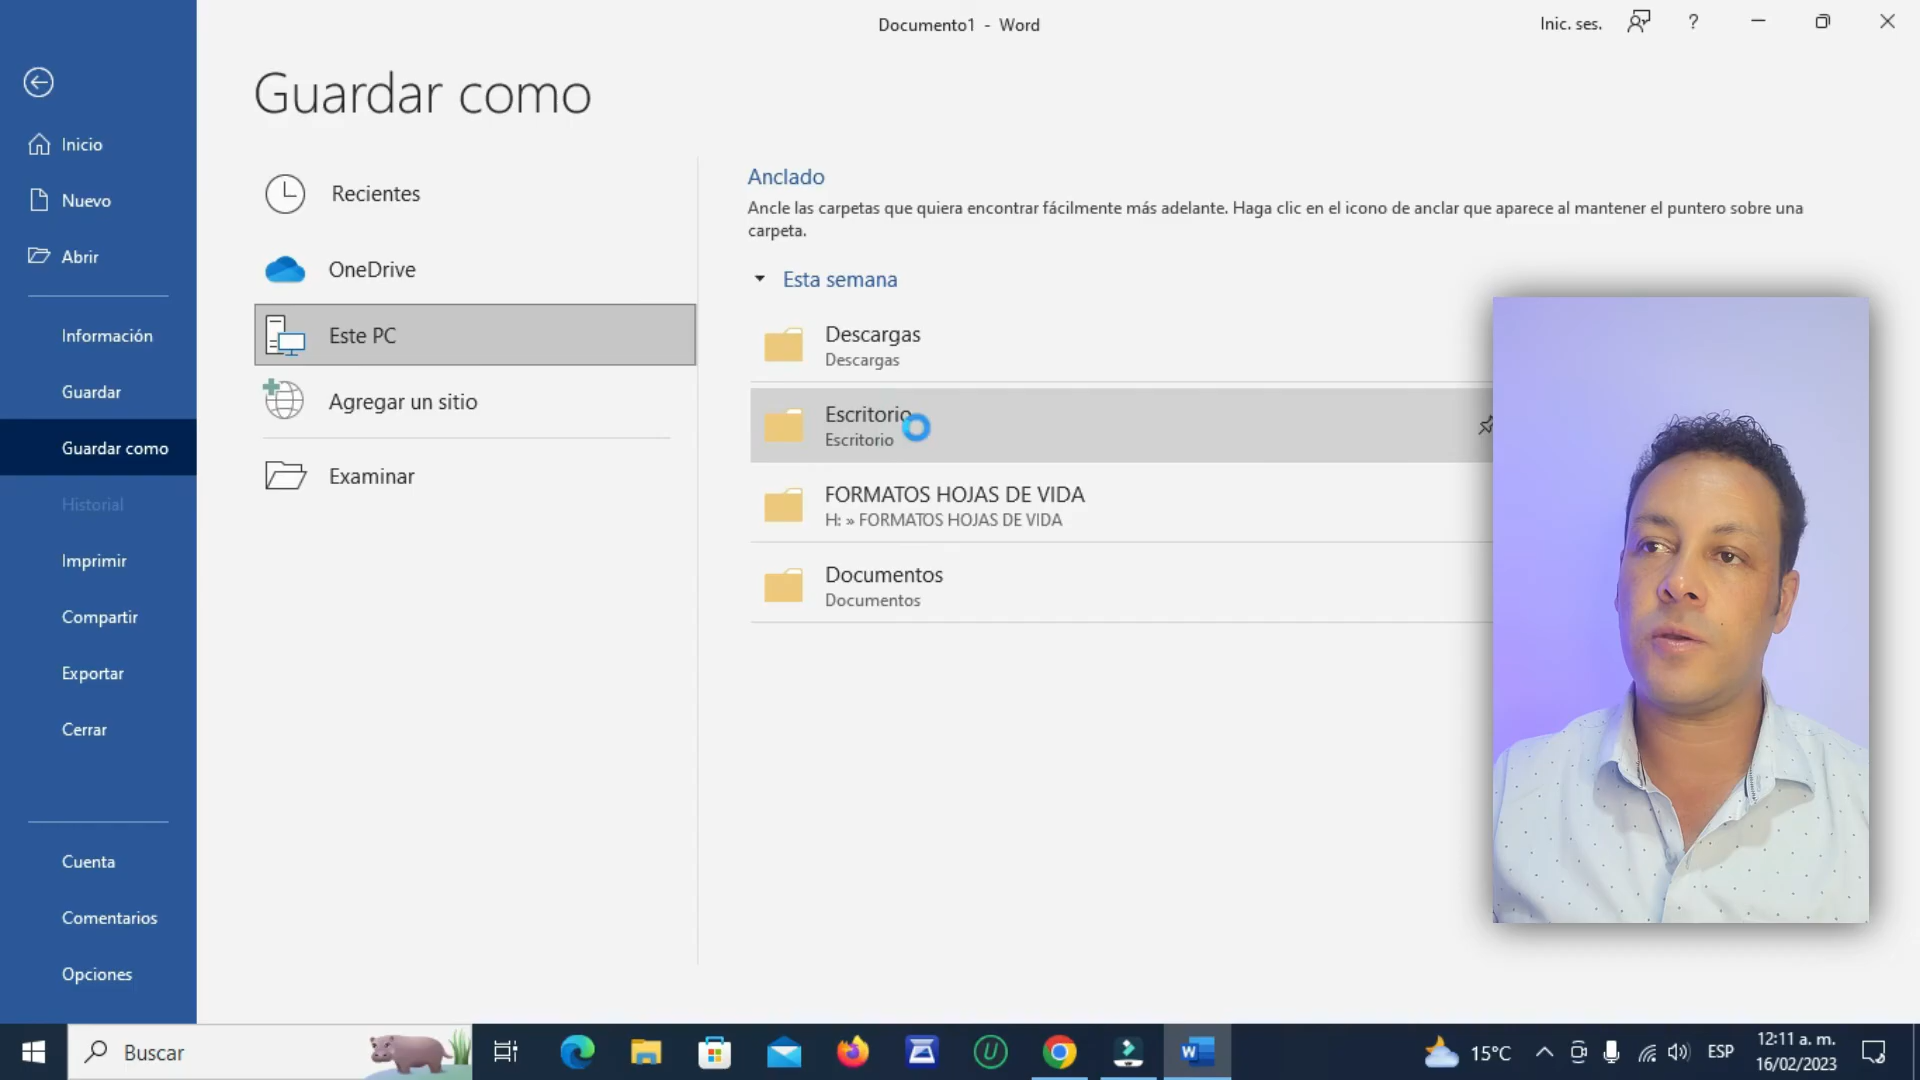 Documento1 - Word
Inic. ses.
?
Guardar como
Inicio
Nuevo
Abrir
Información
Guardar
Guardar como
Historial
Imprimir
Compartir
Exportar
Cerrar
Cuenta
Comentarios
Opciones
Recientes
OneDrive
Este PC
Agregar un sitio
Examinar
Anclado
Ancle las carpetas que quiera encontrar fácilmente más adelante. Haga clic en el icono de anclar que aparece al mantener el puntero sobre una
carpeta.
Esta semana
Descargas
Descargas
Escritorio
Escritorio
FORMATOS HOJAS DE VIDA
H: » FORMATOS HOJAS DE VIDA
Documentos
Documentos
Buscar
15°C
ESP
12:11 a. m.
16/02/2023